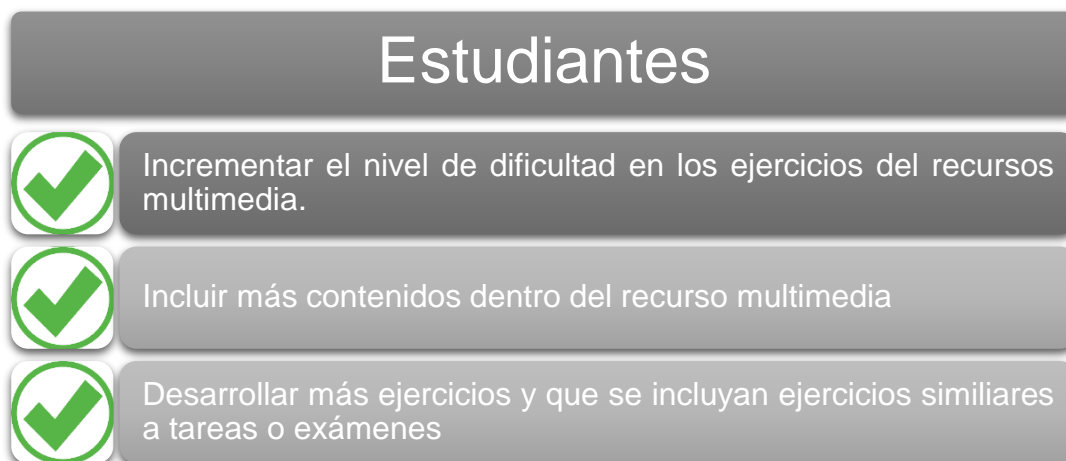 Estudiantes
Incrementar el nivel de dificultad en los ejercicios del recursos
multimedia.
Incluir más contenidos dentro del recurso multimedia
Desarrollar más ejercicios y que se incluyan ejercicios similiares
a tareas o exámenes